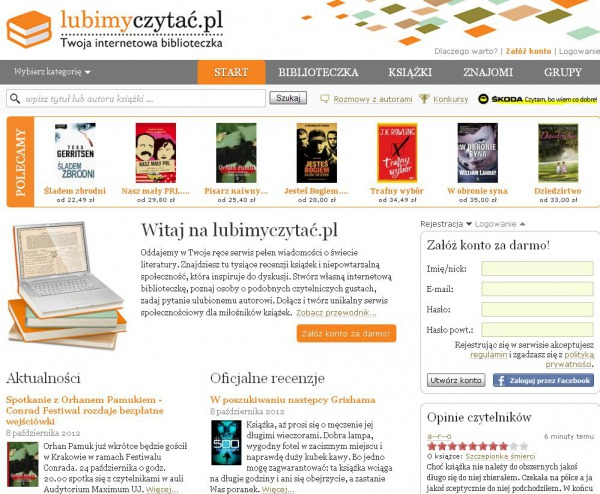 lubimyczytać.pl
Twoja internetowa biblioteczka
Dlaczego warto? | Załóż konto | Logowanie
Wybierz kategorię
START
BIBLIOTECZKA
KSIĄŻKI
ZNAJOMI
GRUPY
wpisz tytuł lub autora książki ...
Szukaj
Rozmowy z autorami
Konkursy
ŠKODA Czytam, bo wiem co dobre!
POLECAMY
TESS
GERRITSEN
ŚLADEM
ZBRODNI
NASZ MAŁY PRL
Orhan Pamuk
JESTEŚ
BOGIEM
J.K. ROWLING
Trafny
wybór
W OBRONIE
SYNA
WILLIAM LANDAY
Śladem zbrodni
od 22,49 zł
Nasz mały PRL....
od 29,80 zł
Pisarz naiwny...
od 25,40 zł
Jesteś Bogiem....
od 28,00 zł
Trafny wybór
od 34,49 zł
W obronie syna
od 35,00 zł
Dziedzictwo
od 33,00 zł
Witaj na lubimyczytać.pl
Oddajemy w Twoje ręce serwis pełen wiadomości o świecie
literatury. Znajdziesz tu tysiące recenzji książek i niepowtarzalną
społeczność, która inspiruje do dyskusji. Stwórz własną internetową
biblioteczkę, poznaj osoby o podobnych czytelniczych gustach,
zadaj pytanie ulubionemu autorowi. Dołącz i twórz unikalny serwis
społecznościowy dla miłośników książek. Zobacz przewodnik...
Załóż konto za darmo!
Rejestracja
Logowanie
Załóż konto za darmo!
Imię/nick:
E-mail:
Hasło:
Hasło powt.:
Rejestrując się w serwisie akceptujesz
regulamin i zgadzasz się z polityką
prywatności.
Utwórz konto
Zaloguj przez Facebook
Aktualności
Spotkanie z Orhanem Pamukiem -
Conrad Festiwal rozdaje bezpłatne
wejściówki
8 października 2012
Orhan Pamuk już wkrótce będzie gościł
w Krakowie w ramach Festiwalu
Conrada. 24 października o godz.
20.00 spotka się z czytelnikami w auli
Auditorium Maximum UJ. Więcej...
Oficjalne recenzje
W poszukiwaniu następcy Grishama
8 października 2012
500
Książka, aż prosi się o męczenie jej
długimi wieczorami. Dobra lampa,
wygodny fotel w zacisznym miejscu i
naprawdę duży kubek kawy. Bo jedno
mogę zagwarantować: ta książka wciąga
na długie godziny i ani się obejrzycie, a zastanie
Was poranek. Więcej...
Opinie czytelników
a--r--o
6 minuty temu
0 książce: Szczepionka śmierci
Choć książka nie należy do obszernych jakoś
długo się do niej zbierałem. Czekała na półce a ja
jakoś sceptycznie do niej podchodziłem. W końcu